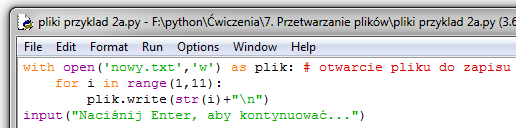 pliki przyklad 2a.py - F:\python\Ćwiczenia\7. Przetwarzanie plików\pliki przyklad 2a.py (3.6
File Edit Format Run Options Window Help
with open('nowy.txt','w') as plik: # otwarcie pliku do zapisu
    for i in range(1,11):
        plik.write(str(i)+"\n")
input("Naciśnij Enter, aby kontynuować...")